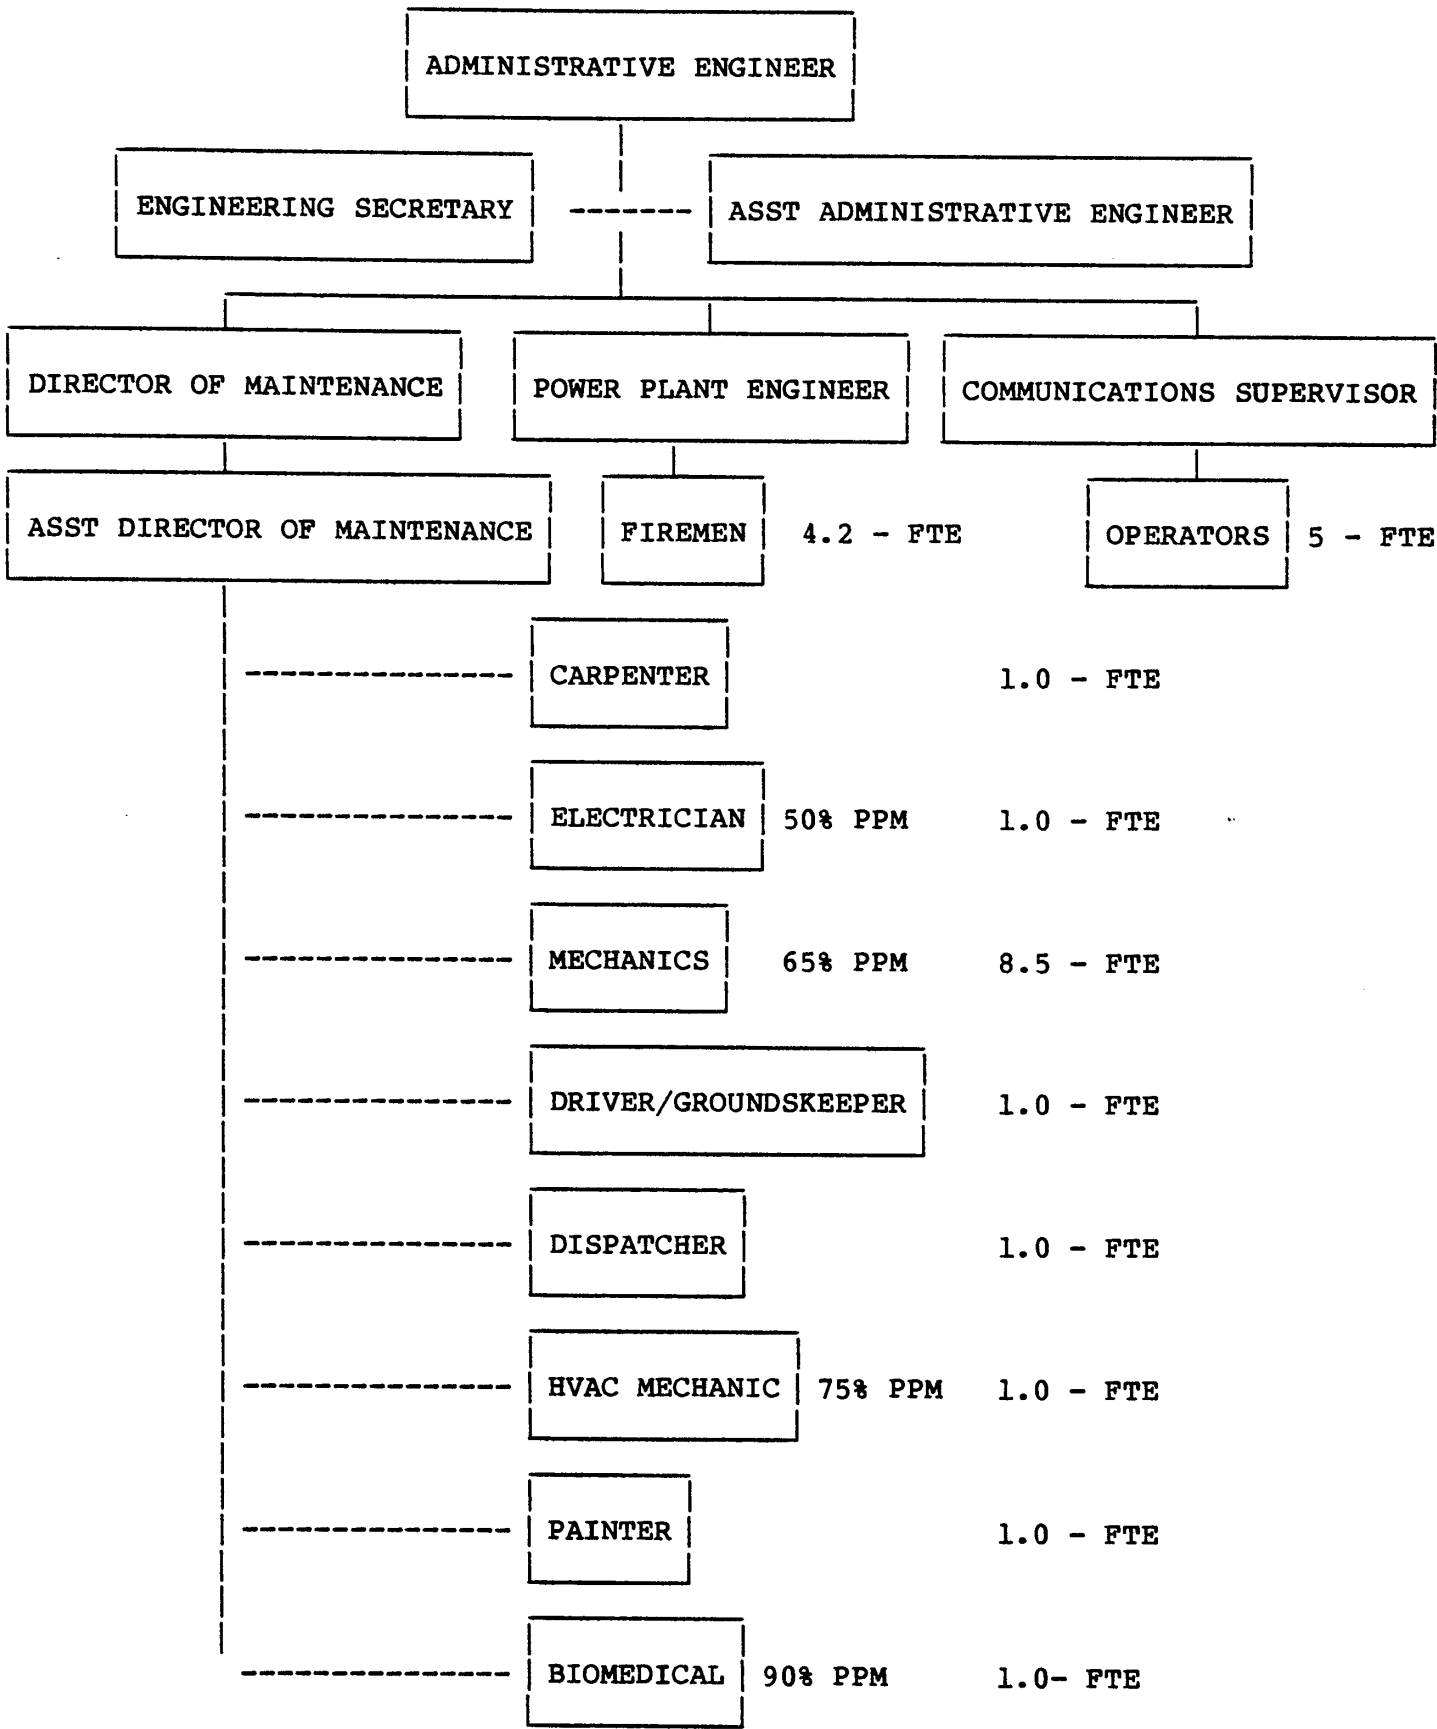 ADMINISTRATIVE ENGINEER
ENGINEERING SECRETARY
ASST ADMINISTRATIVE ENGINEER
DIRECTOR OF MAINTENANCE
POWER PLANT ENGINEER
COMMUNICATIONS SUPERVISOR
ASST DIRECTOR OF MAINTENANCE
FIREMEN 4.2 - FTE
OPERATORS 5 - FTE
CARPENTER 1.0 - FTE
ELECTRICIAN 50% PPM 1.0 - FTE
MECHANICS 65% PPM 8.5 - FTE
DRIVER/GROUNDSKEEPER 1.0 - FTE
DISPATCHER 1.0 - FTE
HVAC MECHANIC 75% PPM 1.0 - FTE
PAINTER 1.0 - FTE
BIOMEDICAL 90% PPM 1.0- FTE